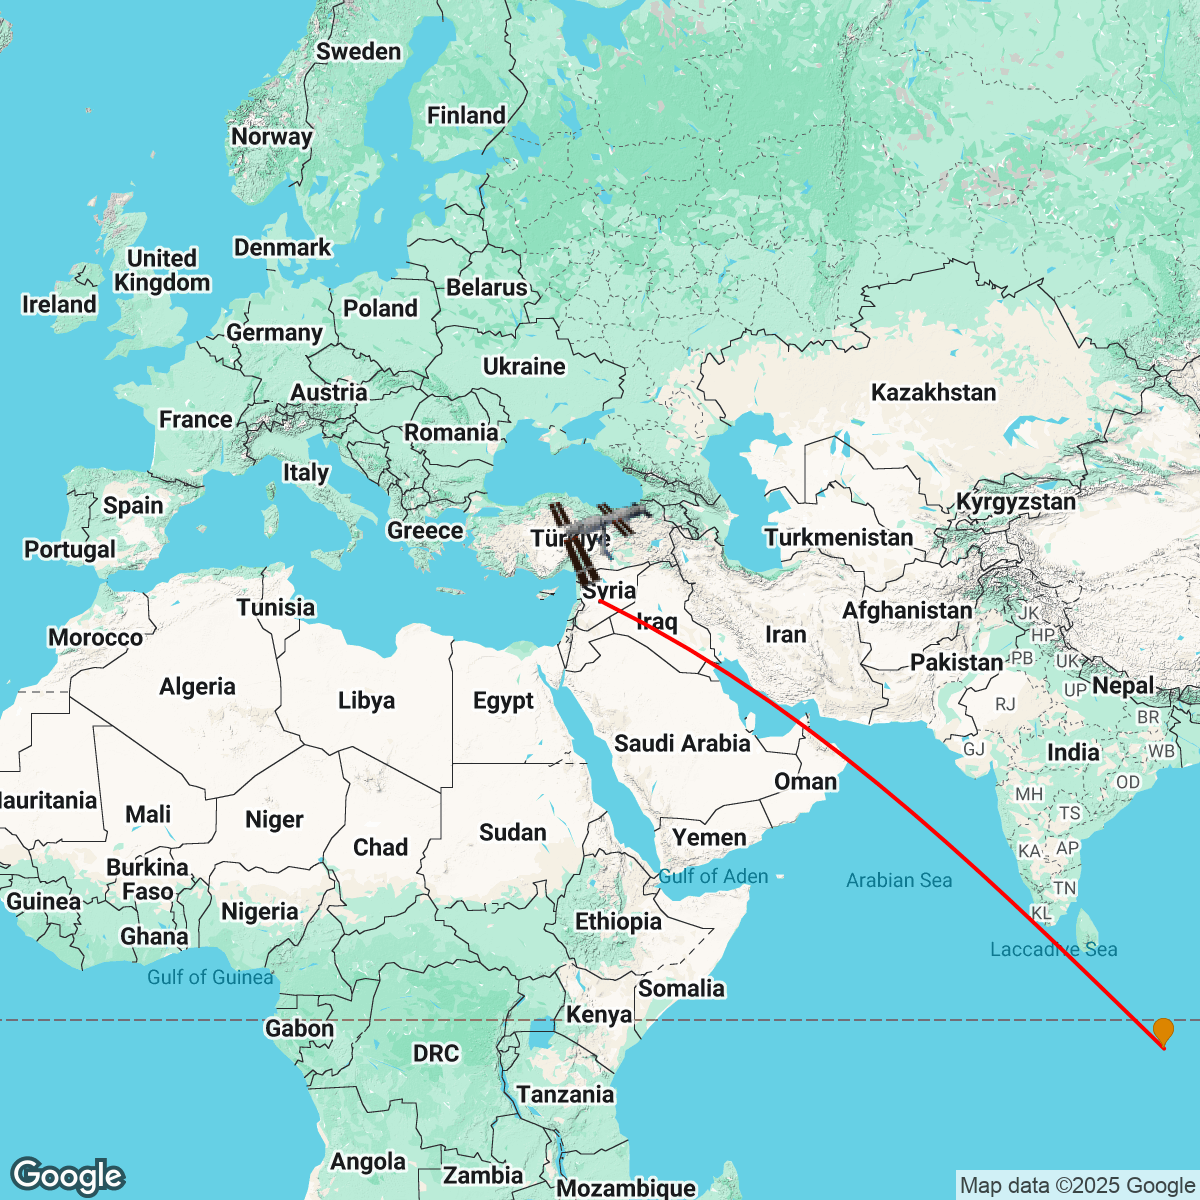 Sweden
Finland
Norway
Denmark
United
Kingdom
Ireland
Belarus
Poland
Germany
Ukraine
Austria
Kazakhstan
France
Romania
Italy
Kyrgyzstan
Spain
Greece
Türkiye
Turkmenistan
Portugal
Syria
Tunisia
Afghanistan
JK
Iraq
Morocco
Iran
HP
Pakistan
PB
UK
Algeria
Nepal
UP
Libya
Egypt
RJ
BR
Saudi Arabia
GJ
India
WB
Oman
OD
MH
auritania
Mali
Niger
TS
Sudan
Yemen
Chad
KA
AP
Burkina
Faso
Gulf of Aden
Arabian Sea
TN
Guinea
Nigeria
KL
Ethiopia
Ghana
Laccadive Sea
Gulf of Guinea
Somalia
Kenya
Gabon
DRC
Tanzania
Angola
Zambia
Mozambique
Google
Map data ©2025 Google